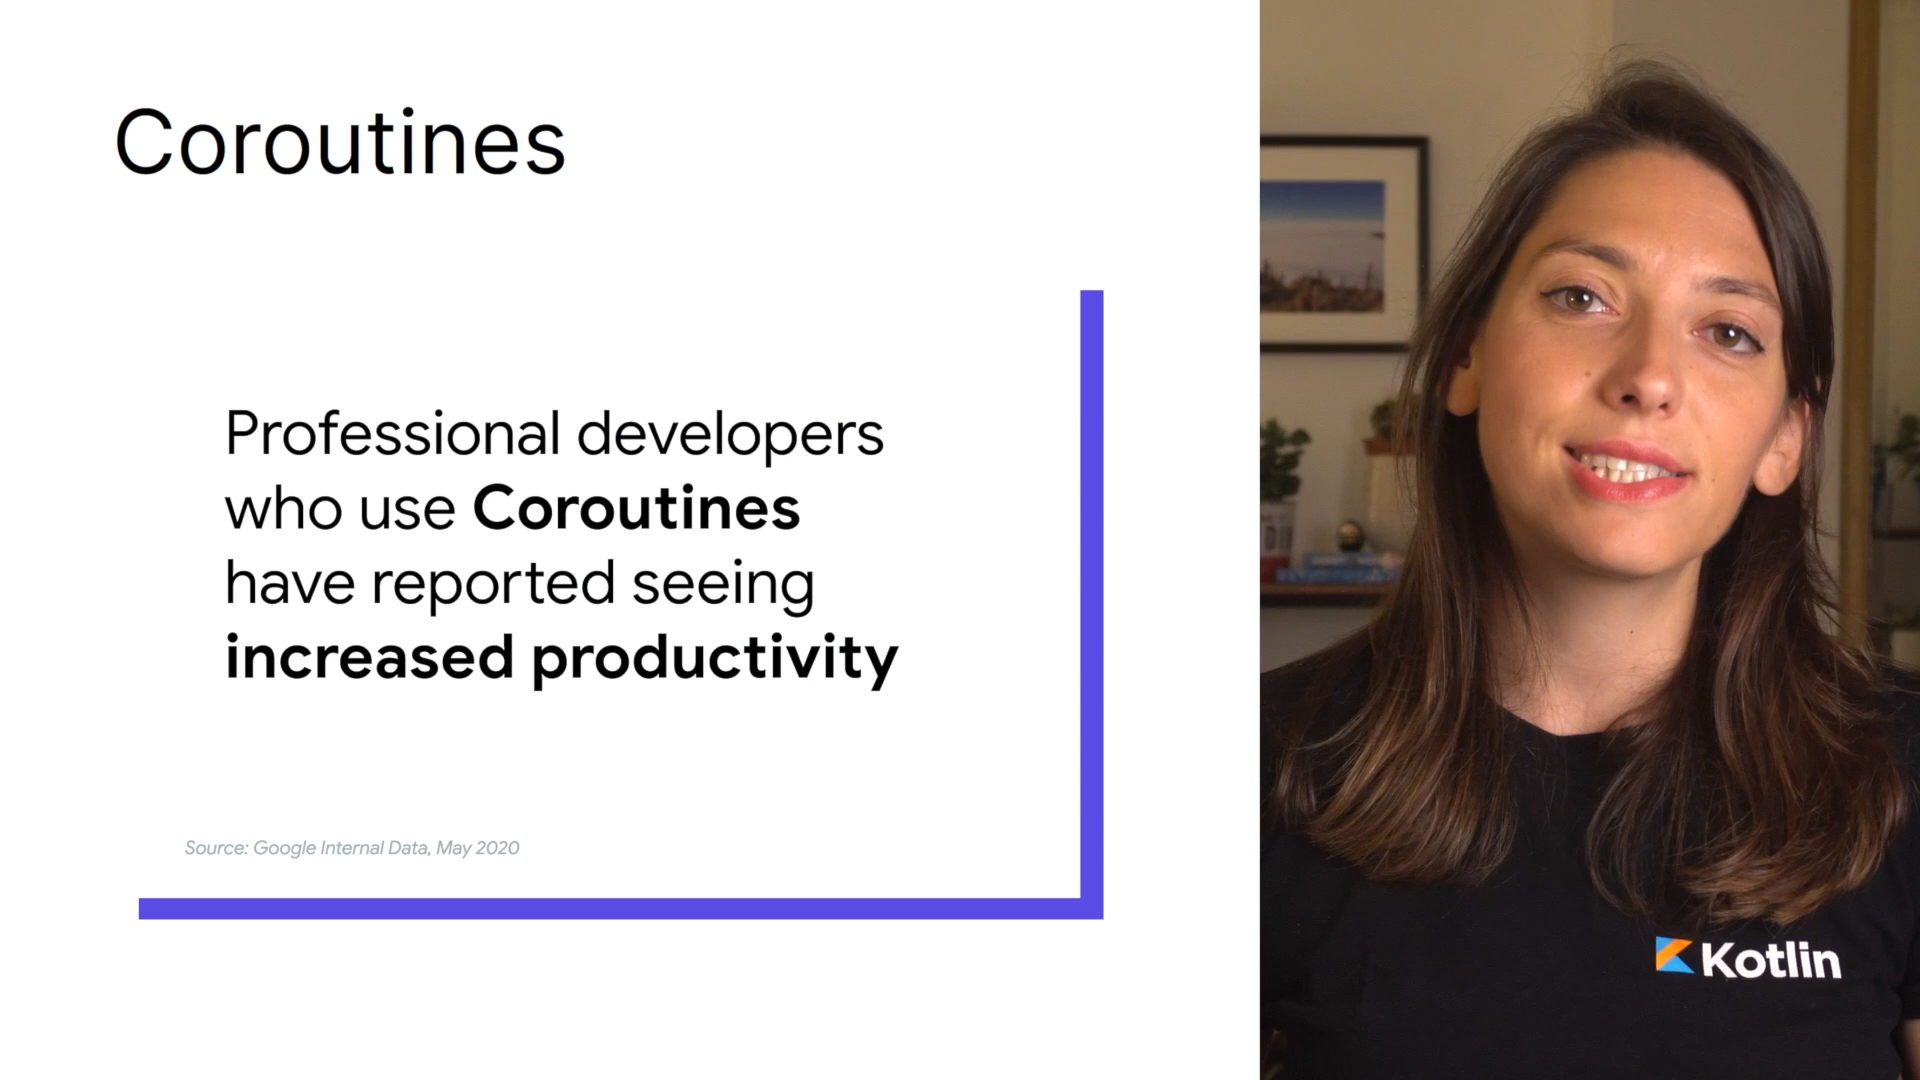 Coroutines
Professional developers
who use Coroutines
have reported seeing
increased productivity
Source: Google Internal Data, May 2020
Kotlin